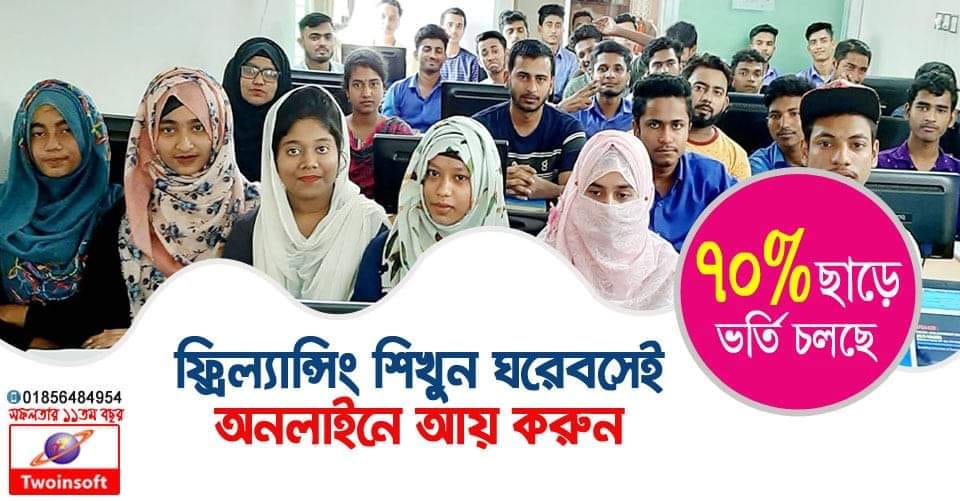 ৭০% ছাড়ে
ভর্তি চলছে
ফ্রিল্যান্সিং শিখুন ঘরেবসেই
অনলাইনে আয় করুন
01856484954
সফলতার ১১তম বছর
Twoinsoft